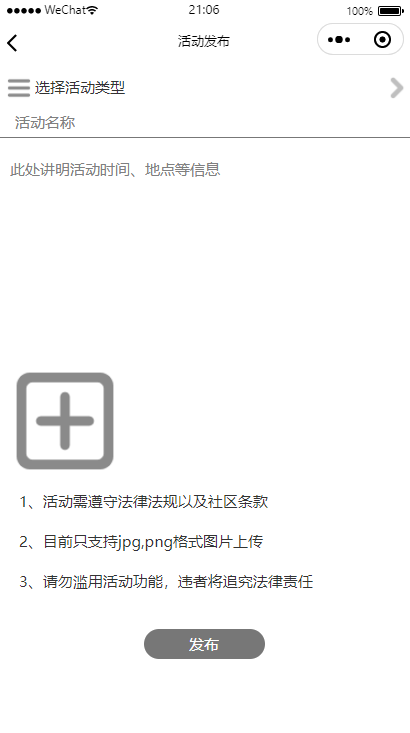 ●●●●● WeChat 21:06 100%
活动发布
选择活动类型
活动名称
此处讲明活动时间、地点等信息
1、活动需遵守法律法规以及社区条款
2、目前只支持jpg,png格式图片上传
3、请勿滥用活动功能，违者将追究法律责任
发布